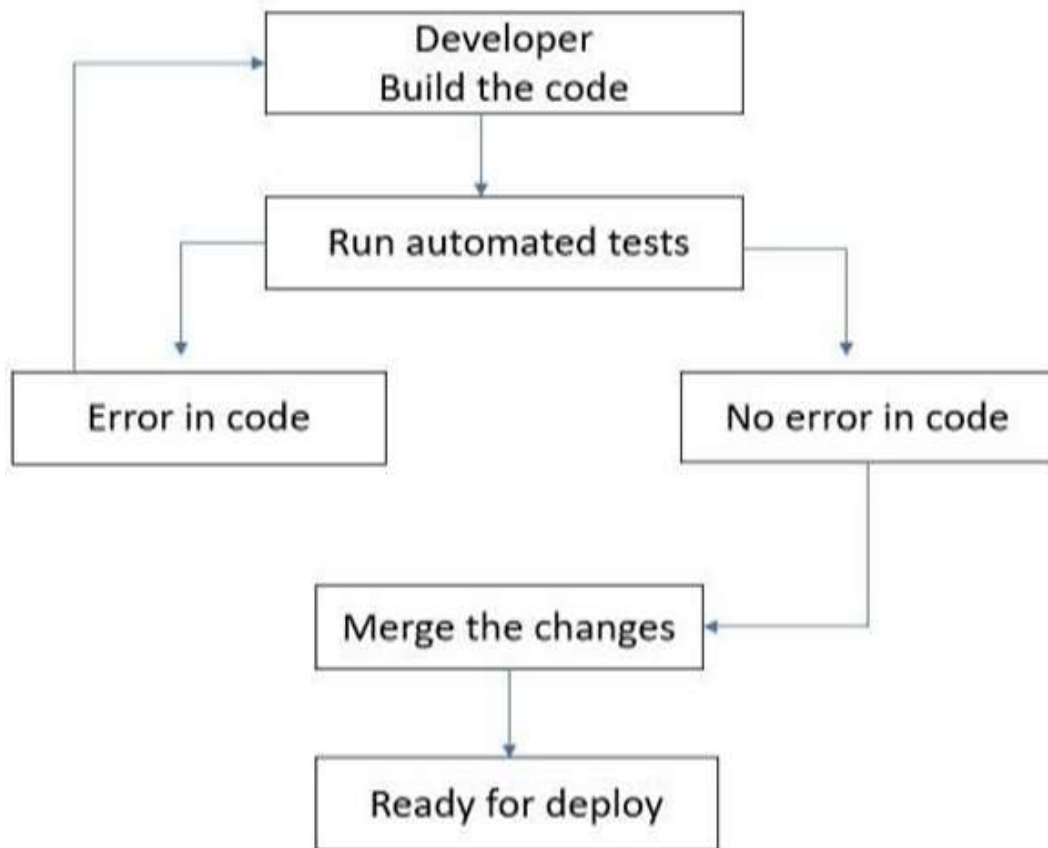 Developer
Build the code
Run automated tests
Error in code
No error in code
Merge the changes
Ready for deploy